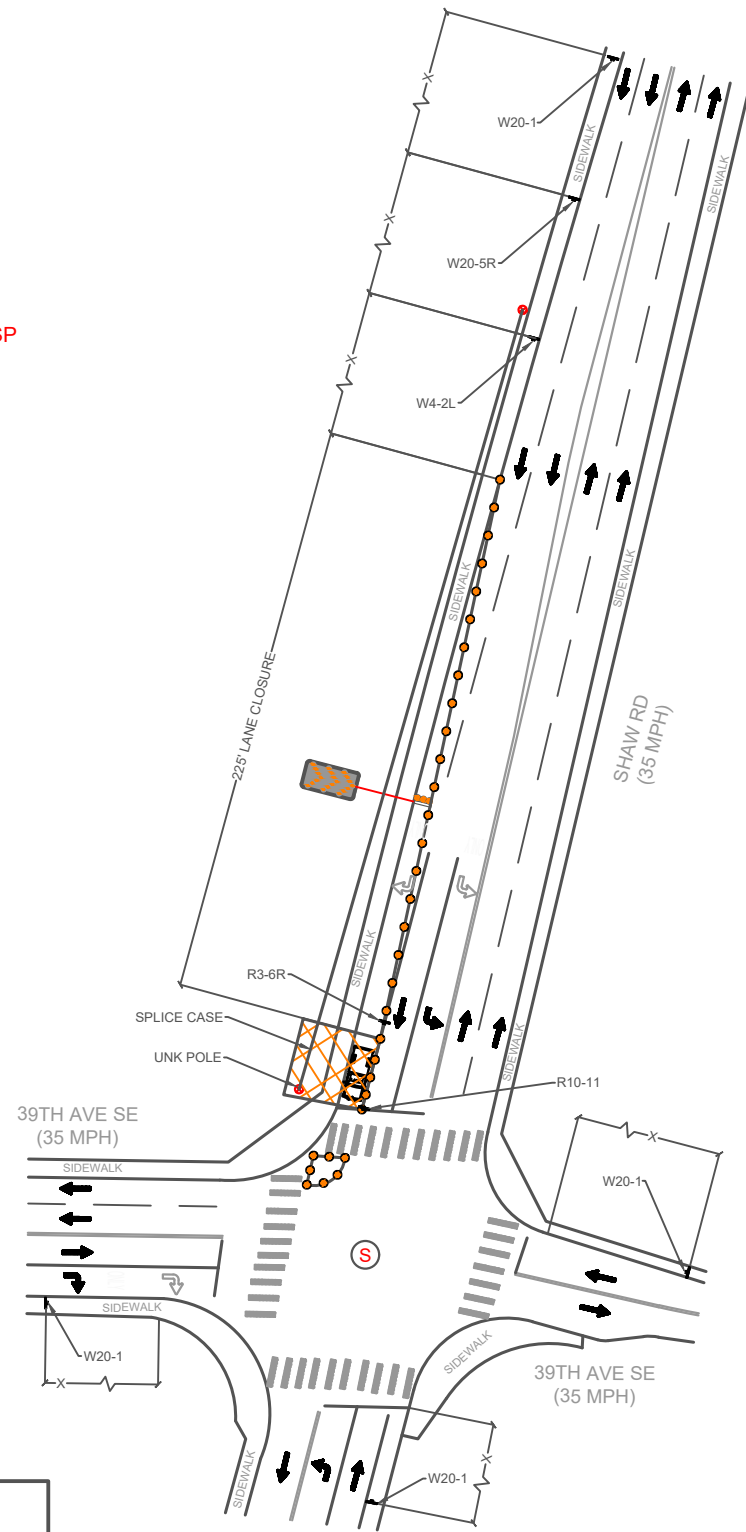 X
W20-1
SIDEWALK
SIDEWALK
X
W20-5R
SP
X
W4-2L
SIDEWALK
SIDEWALK
225' LANE CLOSURE
SHAW RD
(35 MPH)
SIDEWALK
R3-6R
SPLICE CASE
UNK POLE
SIDEWALK
R10-11
39TH AVE SE
(35 MPH)
SIDEWALK
X
W20-1
S
SIDEWALK
W20-1
X
SIDEWALK
39TH AVE SE
(35 MPH)
X
W20-1
SIDEWALK